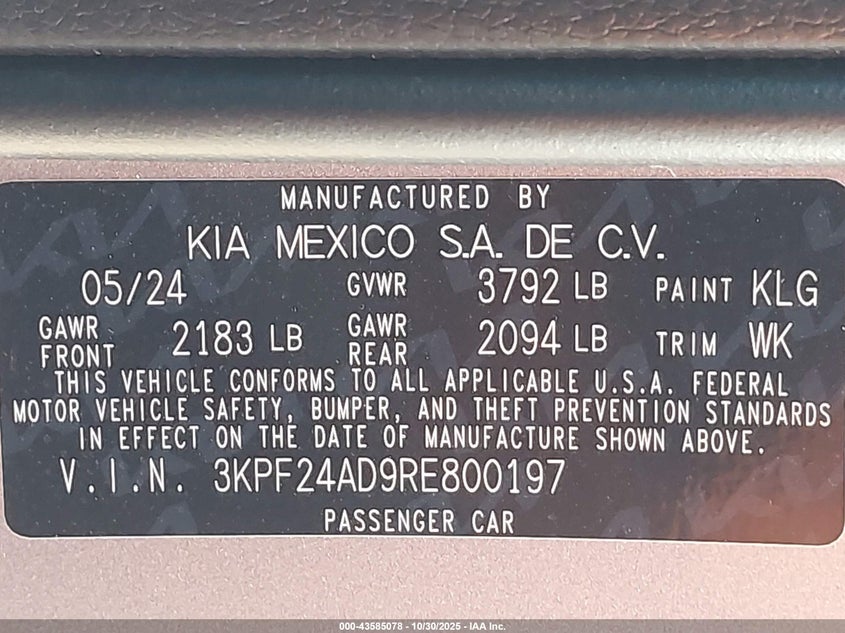 MANUFACTURED BY
KIA MEXICO S.A. DE C.V.
05/24 GVWR 3792 LB PAINT KLG
GAWR FRONT 2183 LB GAWR REAR 2094 LB TRIM WK
THIS VEHICLE CONFORMS TO ALL APPLICABLE U.S.A. FEDERAL
MOTOR VEHICLE SAFETY, BUMPER, AND THEFT PREVENTION STANDARDS
IN EFFECT ON THE DATE OF MANUFACTURE SHOWN ABOVE.
V.I.N. 3KPF24AD9RE800197
PASSENGER CAR
000-43585078 - 10/30/2025 - IAA Inc.